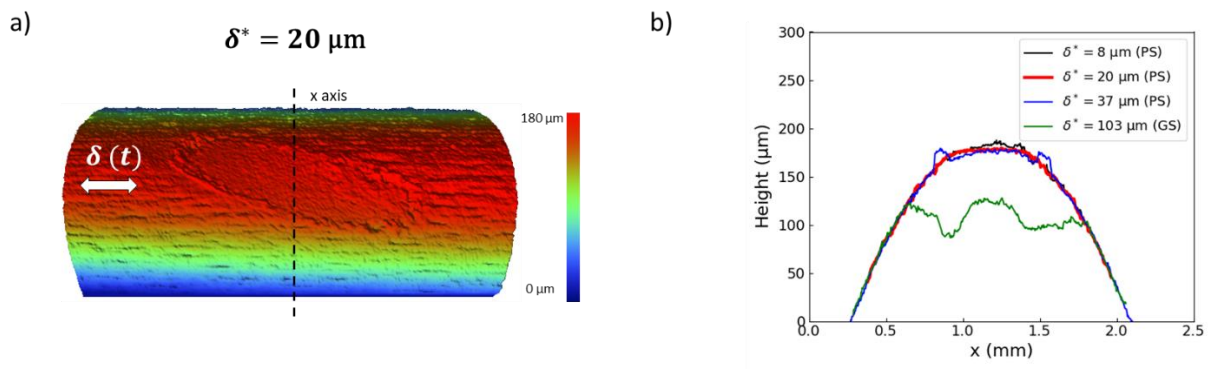 a)
δ* = 20 μm
x axis
δ (t)
180 μm
0 μm
b)
300
250
200
150
100
50
0
Height (μm)
δ* = 8 μm (PS)
δ* = 20 μm (PS)
δ* = 37 μm (PS)
δ* = 103 μm (GS)
0.0 0.5 1.0 1.5 2.0 2.5
x (mm)